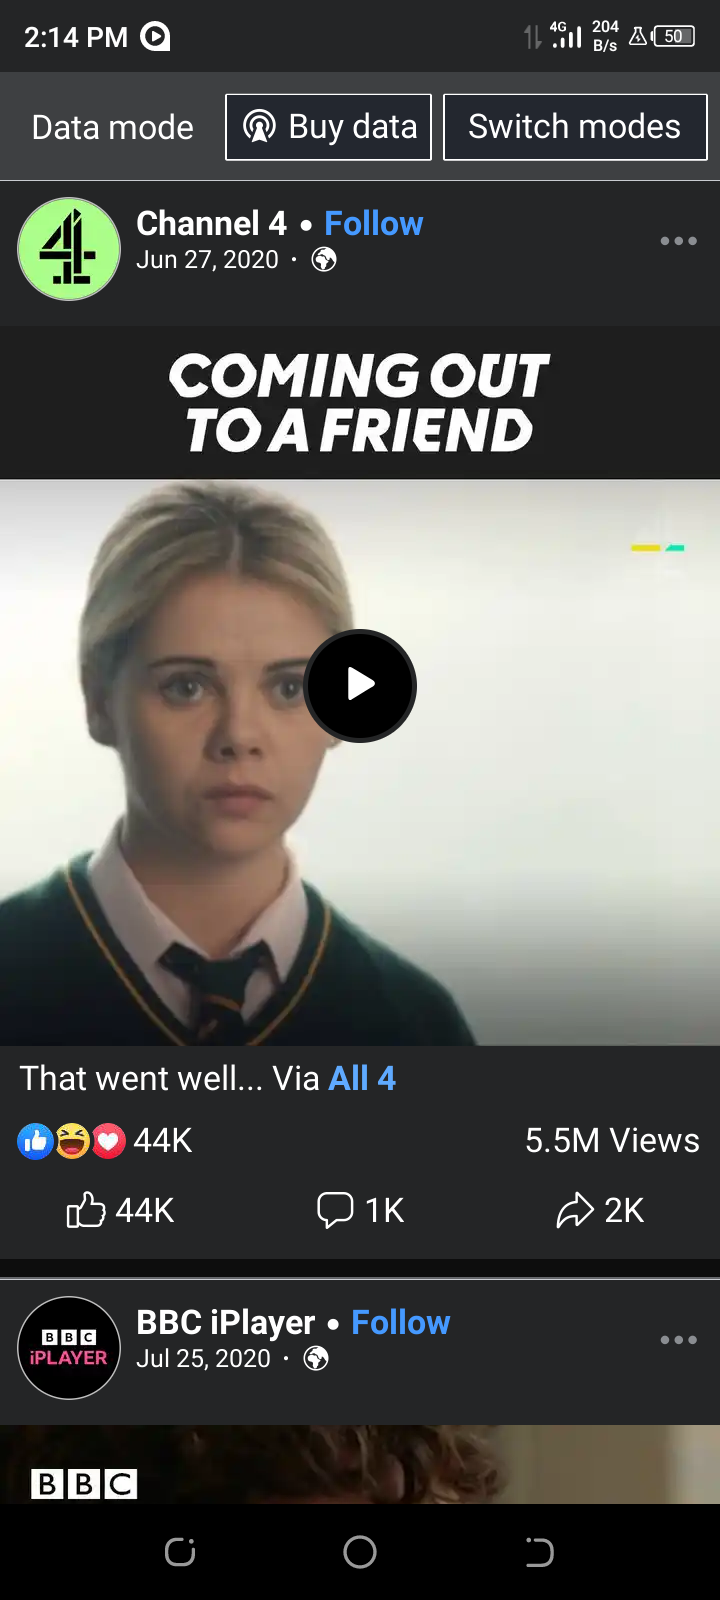 2:14 PM
4G
204
B/s
50
Data mode
Buy data
Switch modes
4
Channel 4 • Follow
Jun 27, 2020 ·
•••
COMING OUT
TO A FRIEND
That went well... Via All 4
44K
5.5M Views
44K
1K
2K
BBC
iPLAYER
BBC iPlayer • Follow
Jul 25, 2020 ·
•••
BBC